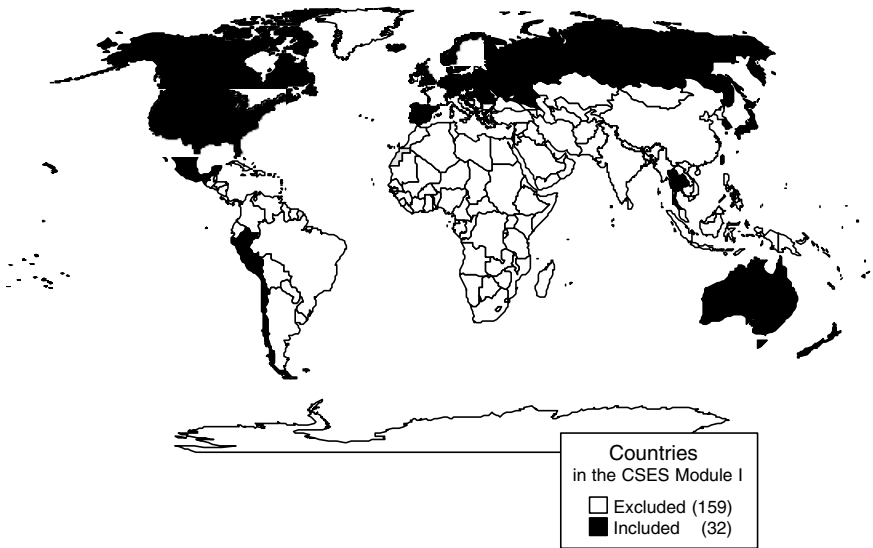 Countries
in the CSES Module I
Excluded (159)
Included (32)